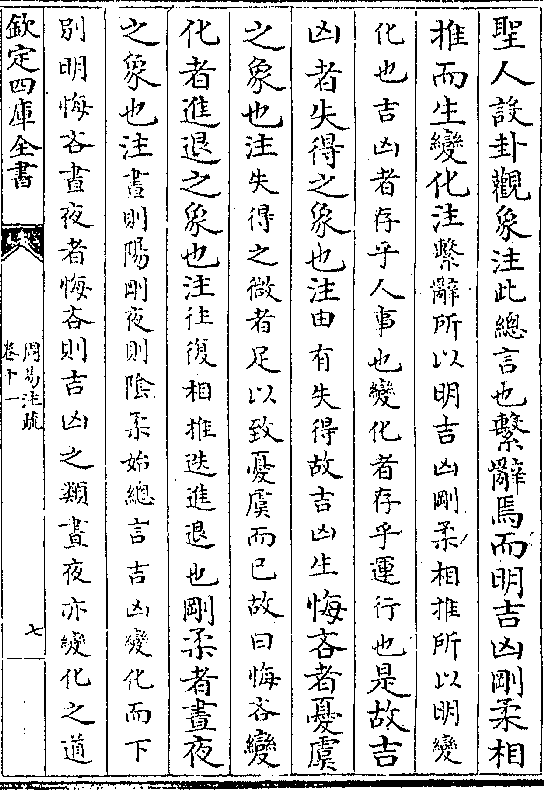 聖人設卦觀象注此總言也繫辭焉而明吉凶剛柔相
推而生變化注繫辭所以明吉凶剛柔相推所以明變
化也吉凶者存乎人事也變化者存乎運行也是故吉
凶者失得之象也注由有失得故吉凶生悔吝者憂虞
之象也注失得之微者足以致憂虞而已故曰悔吝變
化者進退之象也注往復相推迭進退也剛柔者晝夜
之象也注晝則陽剛夜則陰柔始總言吉凶變化而下
別明悔吝晝夜者悔吝則吉凶之類晝夜亦變化之道
欽定四庫全書
周易注疏
卷十一
七